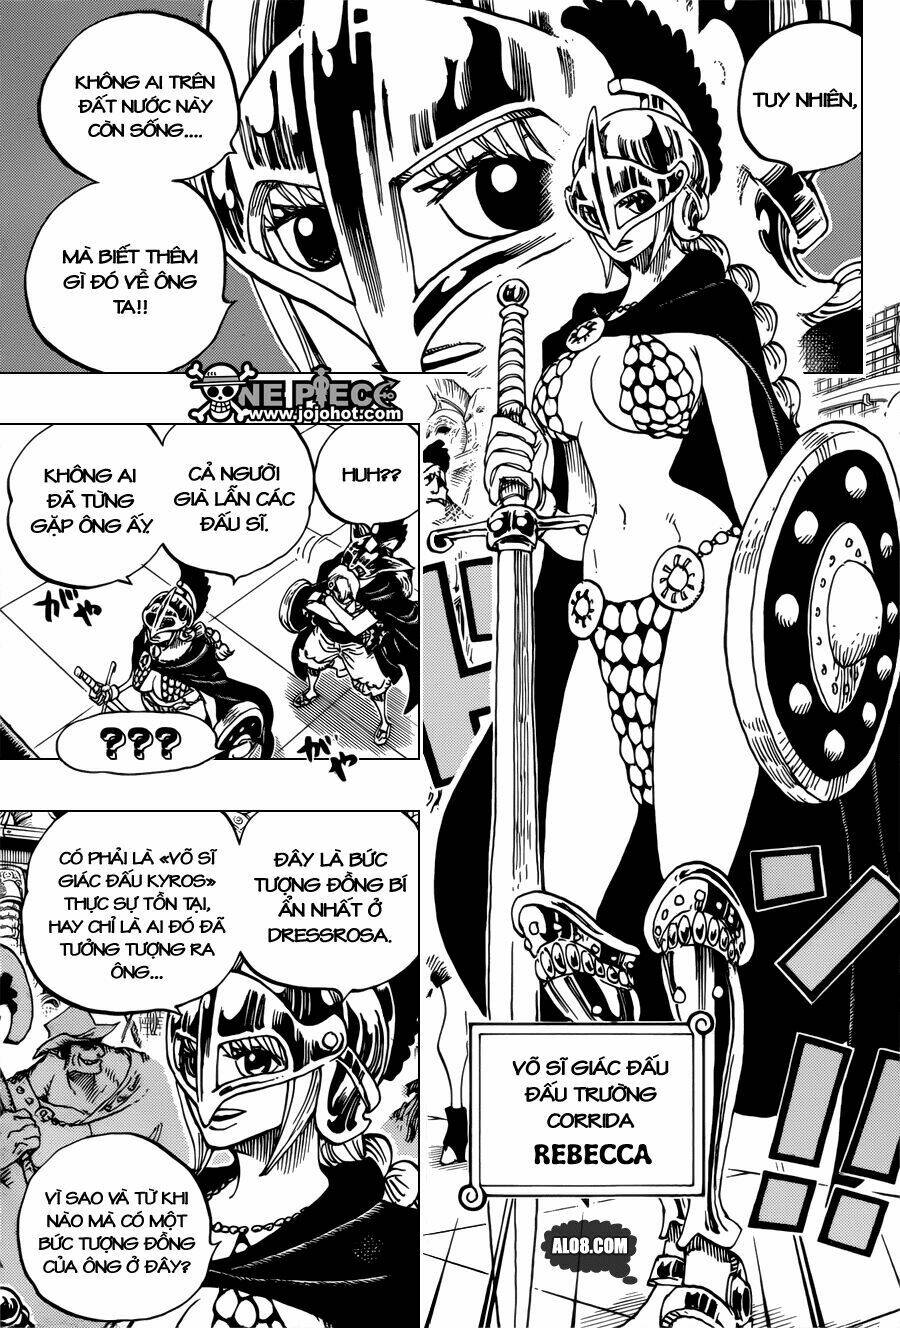 TUY NHIÊN,
KHÔNG AI TRÊN
ĐẤT NƯỚC NÀY
CÒN SỐNG....
MÀ BIẾT THÊM
GÌ ĐÓ VỀ ÔNG
TA!!
ONE PIECE
www.jojohot.com
HUH??
CẢ NGƯỜI
GIÀ LẪN CÁC
ĐẤU SĨ.
KHÔNG AI
ĐÃ TỪNG
GẶP ÔNG ẤY.
ガヤ
???
ガヤ
ĐÂY LÀ BỨC
TƯỢNG ĐỒNG BÍ
ẨN NHẤT Ở
DRESSROSA.
CÓ PHẢI LÀ «VÕ SĨ
GIÁC ĐẤU KYROS»
THỰC SỰ TỒN TẠI,
HAY CHỈ LÀ AI ĐÓ ĐÃ
TƯỞNG TƯỢNG RA
ÔNG...
VÌ SAO VÀ TỪ KHI
NÀO MÀ CÓ MỘT
BỨC TƯỢNG ĐỒNG
CỦA ÔNG Ở ĐÂY?
VÕ SĨ GIÁC ĐẤU
ĐẤU TRƯỜNG
CORRIDA
REBECCA
ALO8.COM